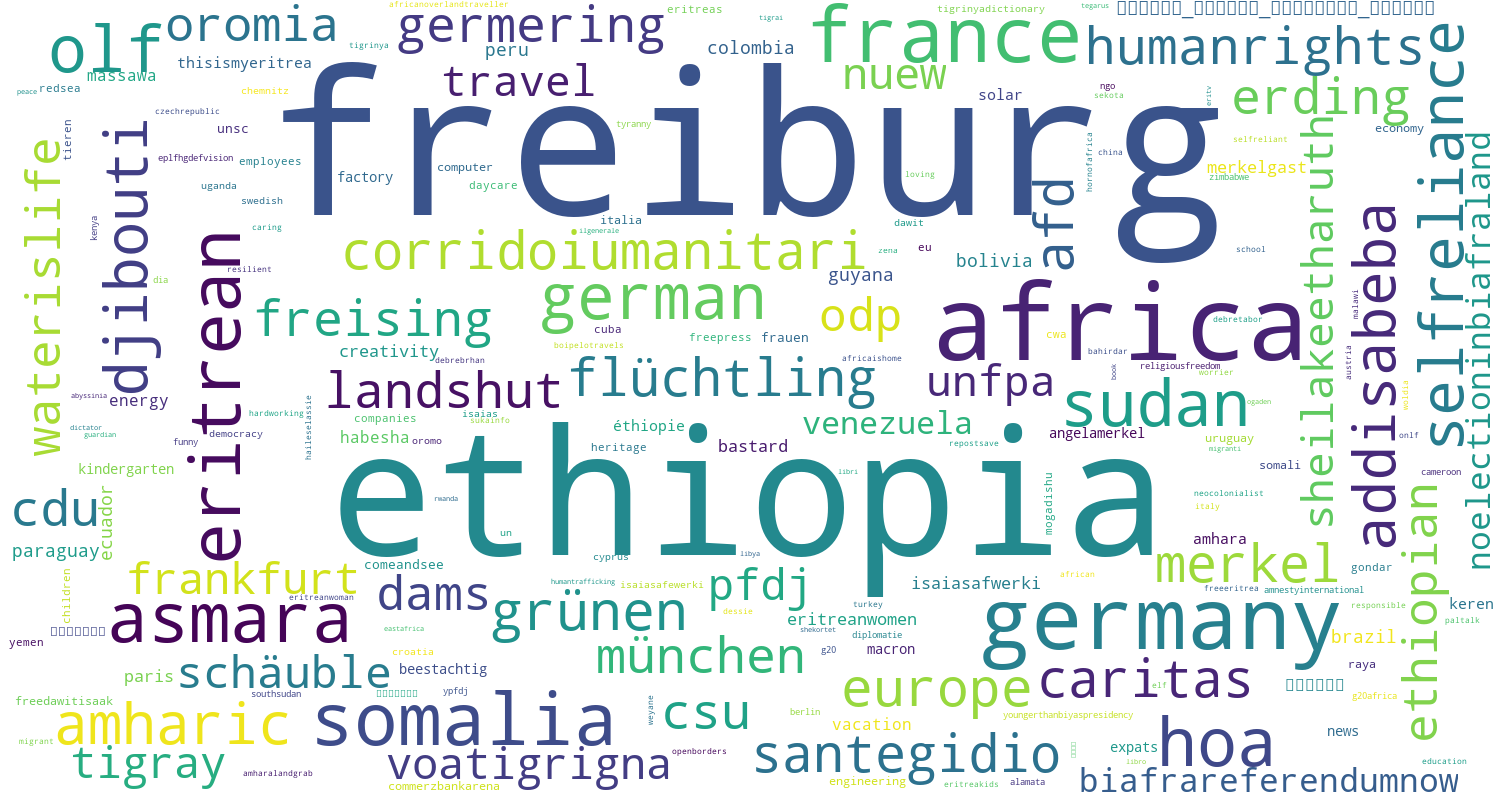 africanoverlandtraveller
eritreas
tigrai
tigrinyadictionary
tegarus
oromia
germering
france
olf
peru
colombia
humanrights
tigrinya
thisismyeritrea
massawa
redsea
peace
travel
nuew
solar
ngo
sekota
eritv
erding
selfreliance
chemnitz
czechrepublic
freiburg
unsc
tyranny
economy
selfreliant
tieren
waterislife
djibouti
eplfhgdefvision
employees
factory
computer
daycare
loving
afd
hornofafrica
china
merkelgast
zimbabwe
sheilakeetharuth
noelectioninbiafraland
uganda
swedish
kenya
caring
italia
ilgenerale
dawit
eu
zena
school
eritrean
resilient
dia
corridoiumanitari
guyana
bolivia
africa
addisabeba
malawi
austria
german
odp
freising
cuba
creativity
debrebrhan
boipelotravels
freepress
frauen
africaishome
cwa
bahirdar
debretabor
religiousfreedom
book
worrier
landshut
flüchtling
unfpa
sudan
ogaden
woldia
abyssinia
energy
hardworking
haileselassie
companies
isaias
sukainfo
éthiopie
venezuela
angelamerkel
dictator
guardian
funny
democracy
habesha
oromo
heritage
bastard
repostsave
uruguay
migranti
onlf
kindergarten
ethiopia
libri
somali
cameroon
cdu
ecuador
rwanda
mogadishu
neocolonialist
italy
ethiopian
paraguay
un
amhara
comeandsee
cyprus
libya
merkel
gondar
frankfurt
dams
humantrafficking
isaiasafewerki
pfdj
isaiasafwerki
african
freeeritrea
amnestyinternational
children
asmara
eritreanwoman
grünen
dessie
turkey
germany
responsible
keren
paltalk
yemen
eastafrica
eritreanwomen
shekortet
diplomatie
brazil
croatia
münchen
g20
macron
raya
paris
schäuble
beestachtig
europe
caritas
elf
freedawitisaak
southsudan
ypfdj
g20africa
amharic
somalia
weyane
csu
berlin
vacation
youngerthanbiyaspresidency
hoa
news
migrant
tigray
voatigrigna
openborders
santegidio
expats
libro
education
amharalandgrab
commerzbankarena
engineering
eritreakids
alamata
biafrareferendumnow